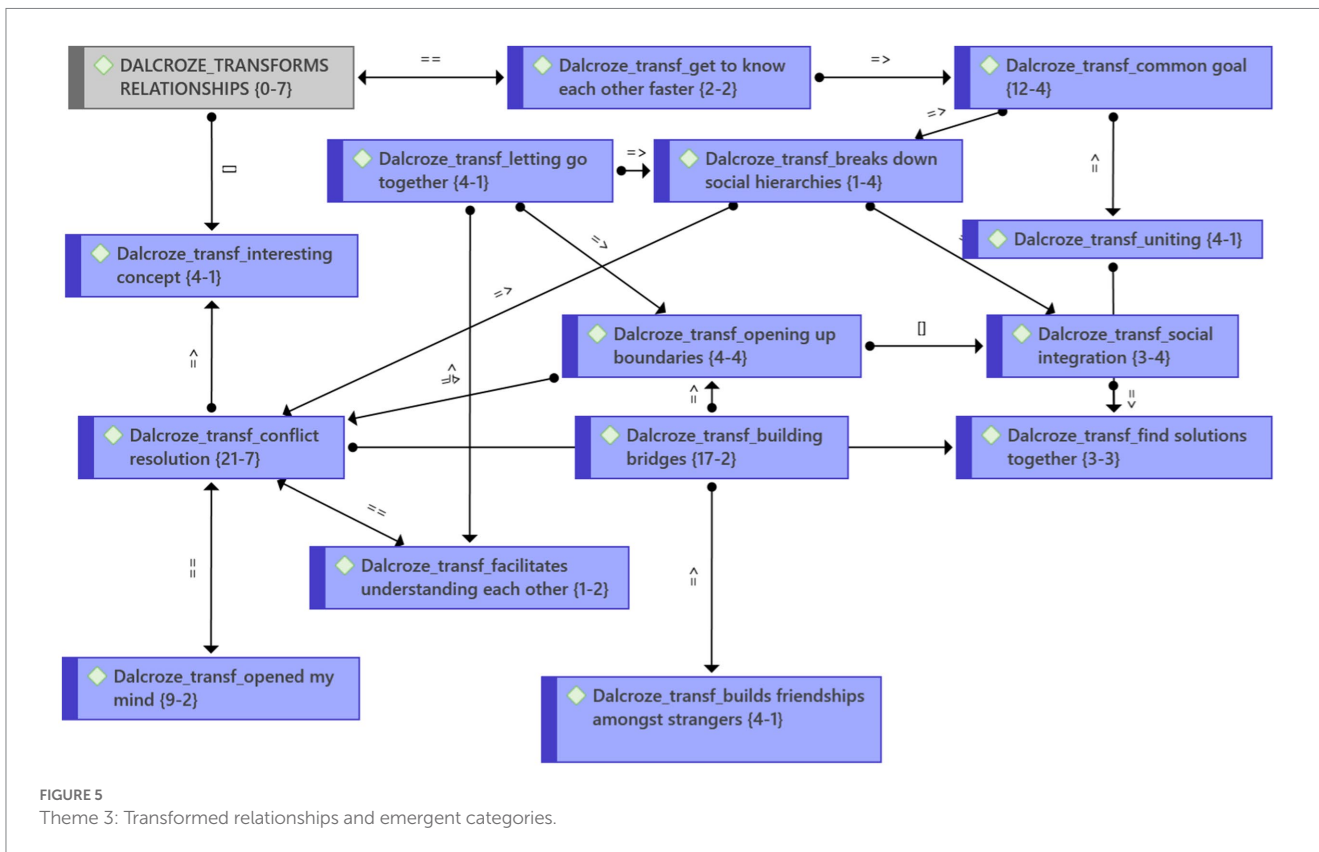 DALCROZE_TRANSFORMS
RELATIONSHIPS {0-7}
==
Dalcroze_transf_get to know
each other faster {2-2}
=>
Dalcroze_transf_common goal
{12-4}
=>
=>
[]
Dalcroze_transf_letting go
together {4-1}
=>
Dalcroze_transf_breaks down
social hierarchies {1-4}
Dalcroze_transf_uniting {4-1}
Dalcroze_transf_interesting
concept {4-1}
=>
=>
Dalcroze_transf_opening up
boundaries {4-4}
[]
Dalcroze_transf_social
integration {3-4}
=>
=>
=>
Dalcroze_transf_conflict
resolution {21-7}
Dalcroze_transf_building
bridges {17-2}
Dalcroze_transf_find solutions
together {3-3}
==
==
Dalcroze_transf_facilitates
understanding each other {1-2}
=>
Dalcroze_transf_opened my
mind {9-2}
Dalcroze_transf_builds friendships
amongst strangers {4-1}
FIGURE 5
Theme 3: Transformed relationships and emergent categories.